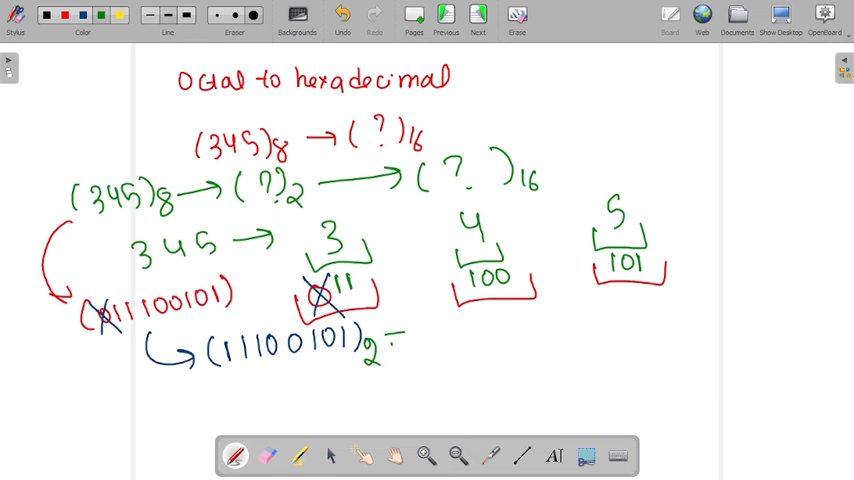 Stylus Color Line Eraser Backgrounds Undo Redo Pages Previous Next Erase Board Web Documents Show Desktop OpenBoard
Octal to hexadecimal
(345)8 → (?)16
(345)8 → (?)2 → (?)16
345 → 3 4 5
011 100 101
(011100101)
(11100101)2 =